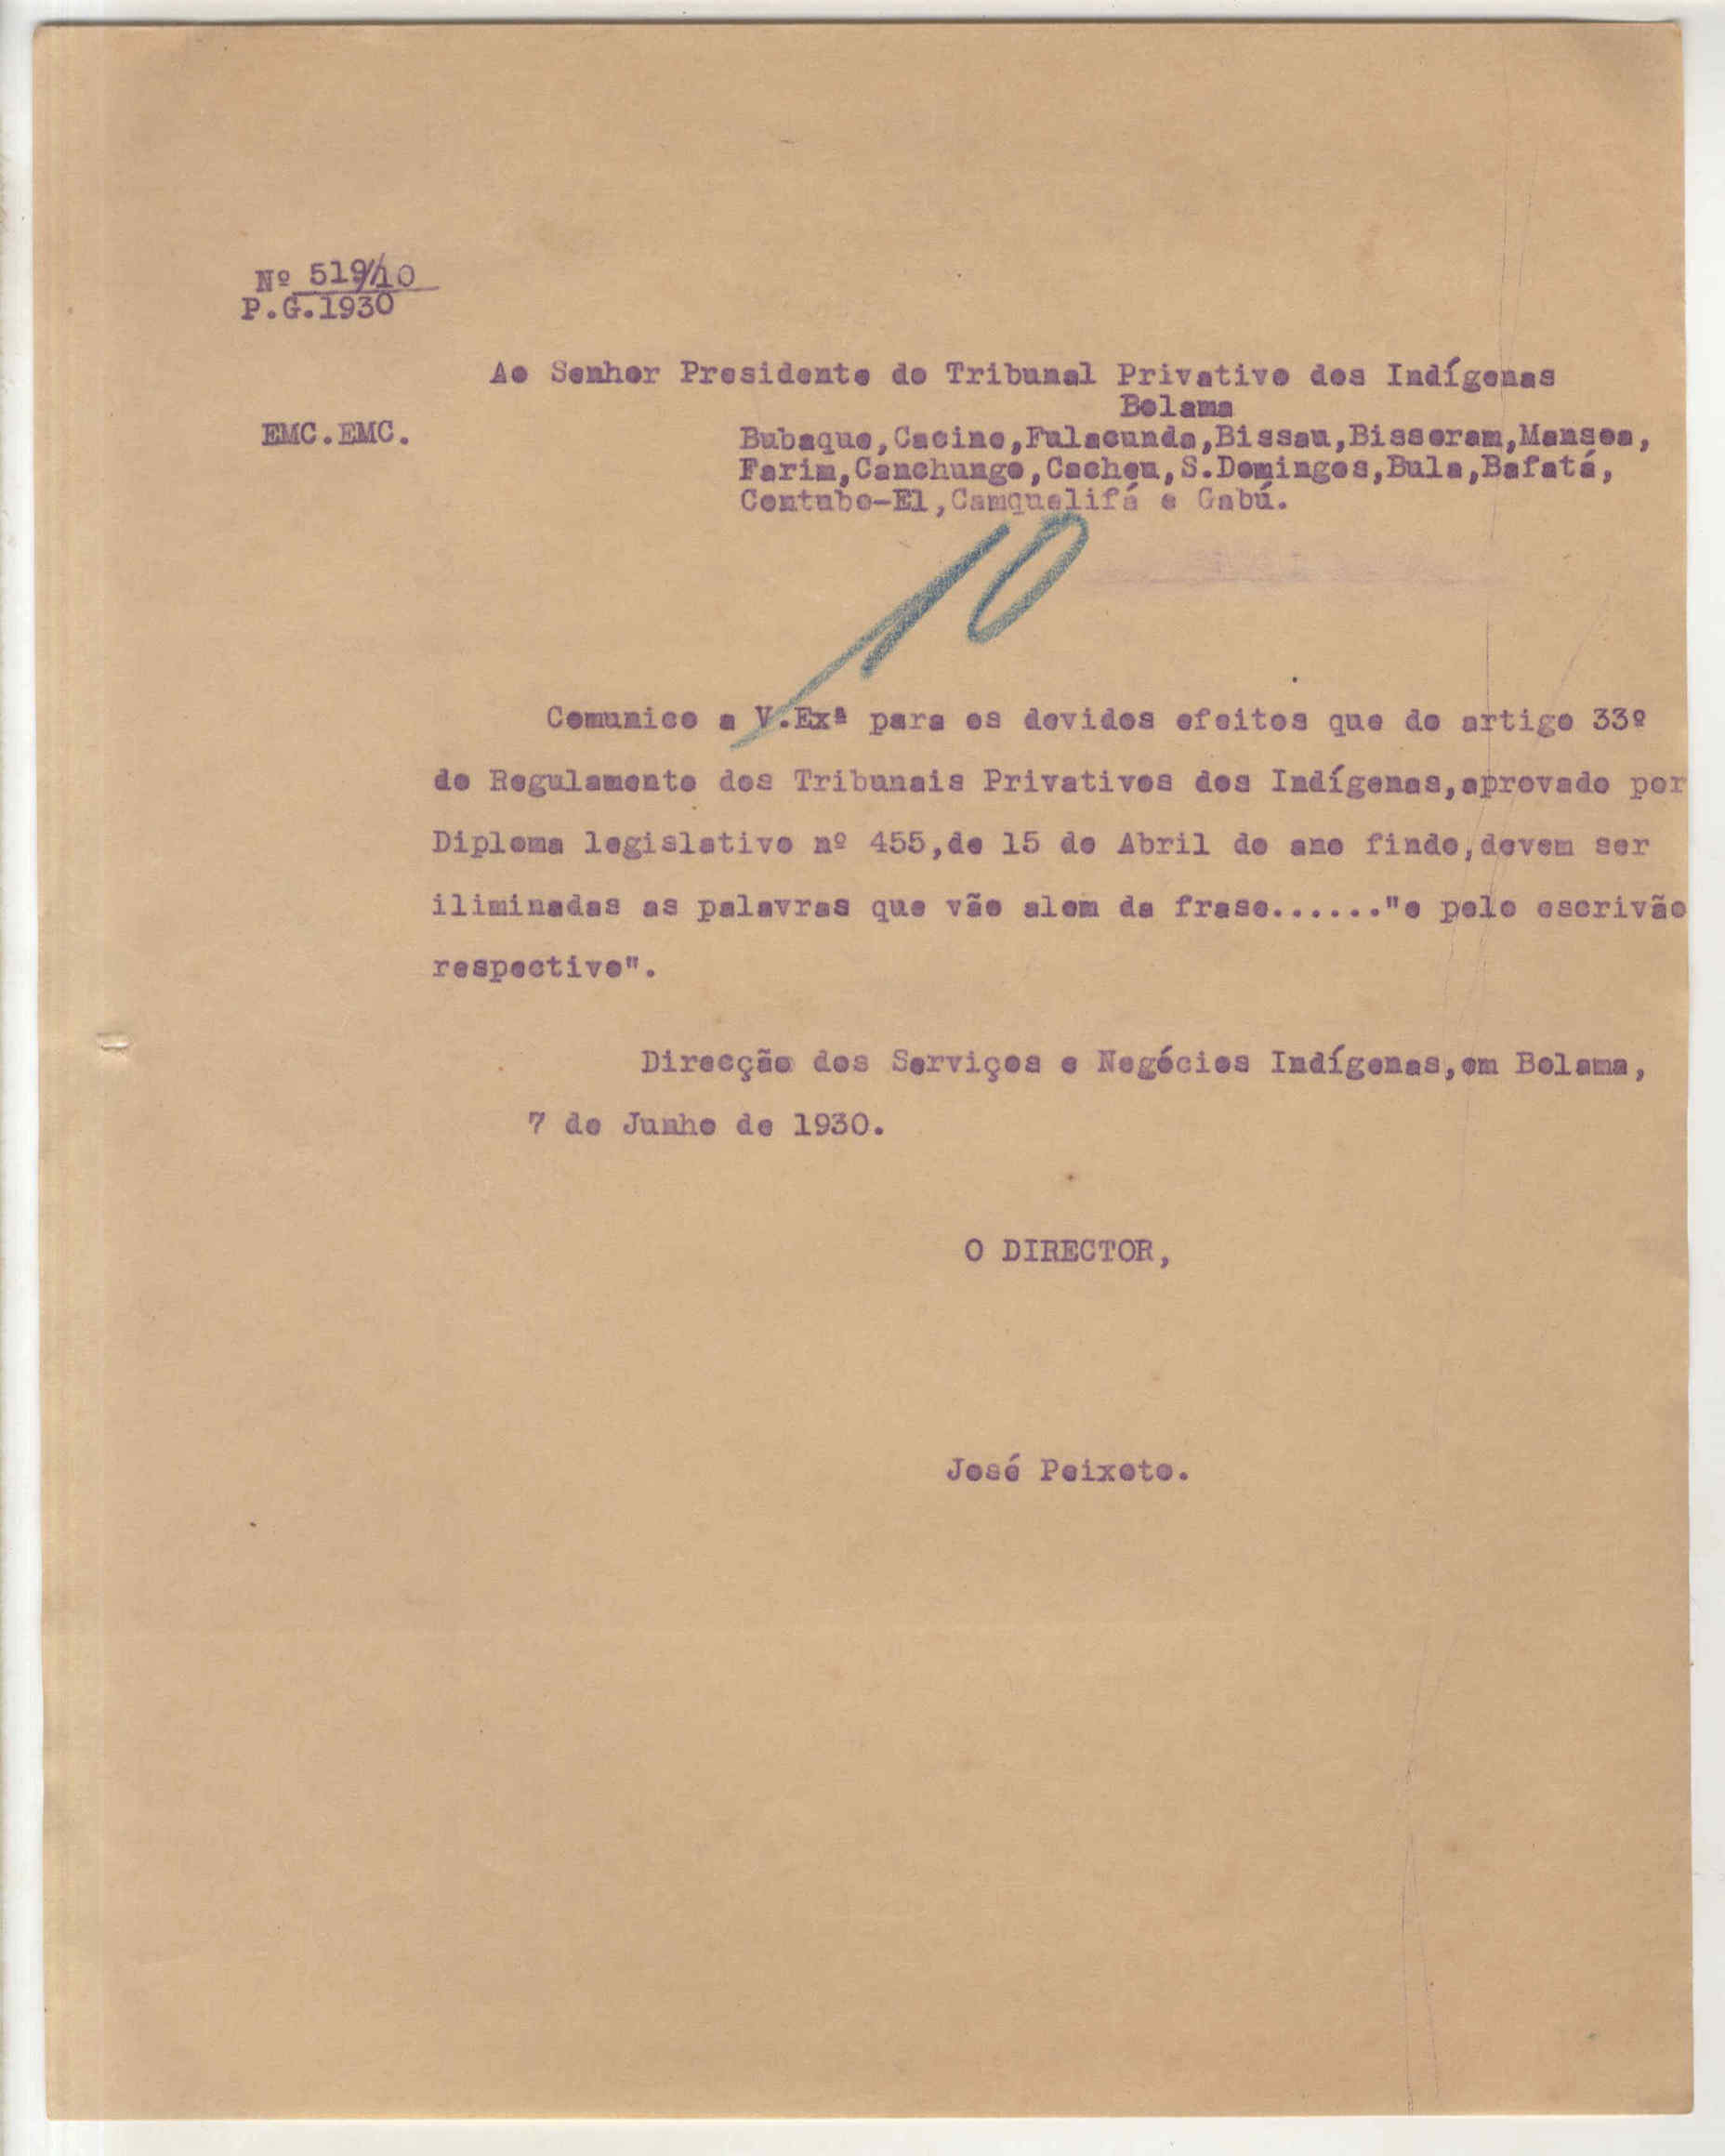 Nº 519/10
P.G.1930
Ao Senhor Presidente do Tribunal Privativo dos Indígenas
Bolama
EMC.EMC.
Bubaque,Cacine,Fulacunda,Bissau,Bissoram,Mansoa,
Farim,Canchungo,Cacheu,S.Domingos,Bula,Bafatá,
Contubo-El,Camquelifá e Gabú.
10
Comunico a V.Exª para os devidos efeitos que do artigo 33º
do Regulamento dos Tribunais Privativos dos Indígenas,aprovado por
Diploma legislativo nº 455,de 15 de Abril do ano findo,devem ser
iliminadas as palavras que vão alem da frase......"e pelo escrivão
respectivo".
Direcção dos Serviços e Negócios Indígenas,em Bolama,
7 de Junho de 1930.
O DIRECTOR,
José Peixoto.